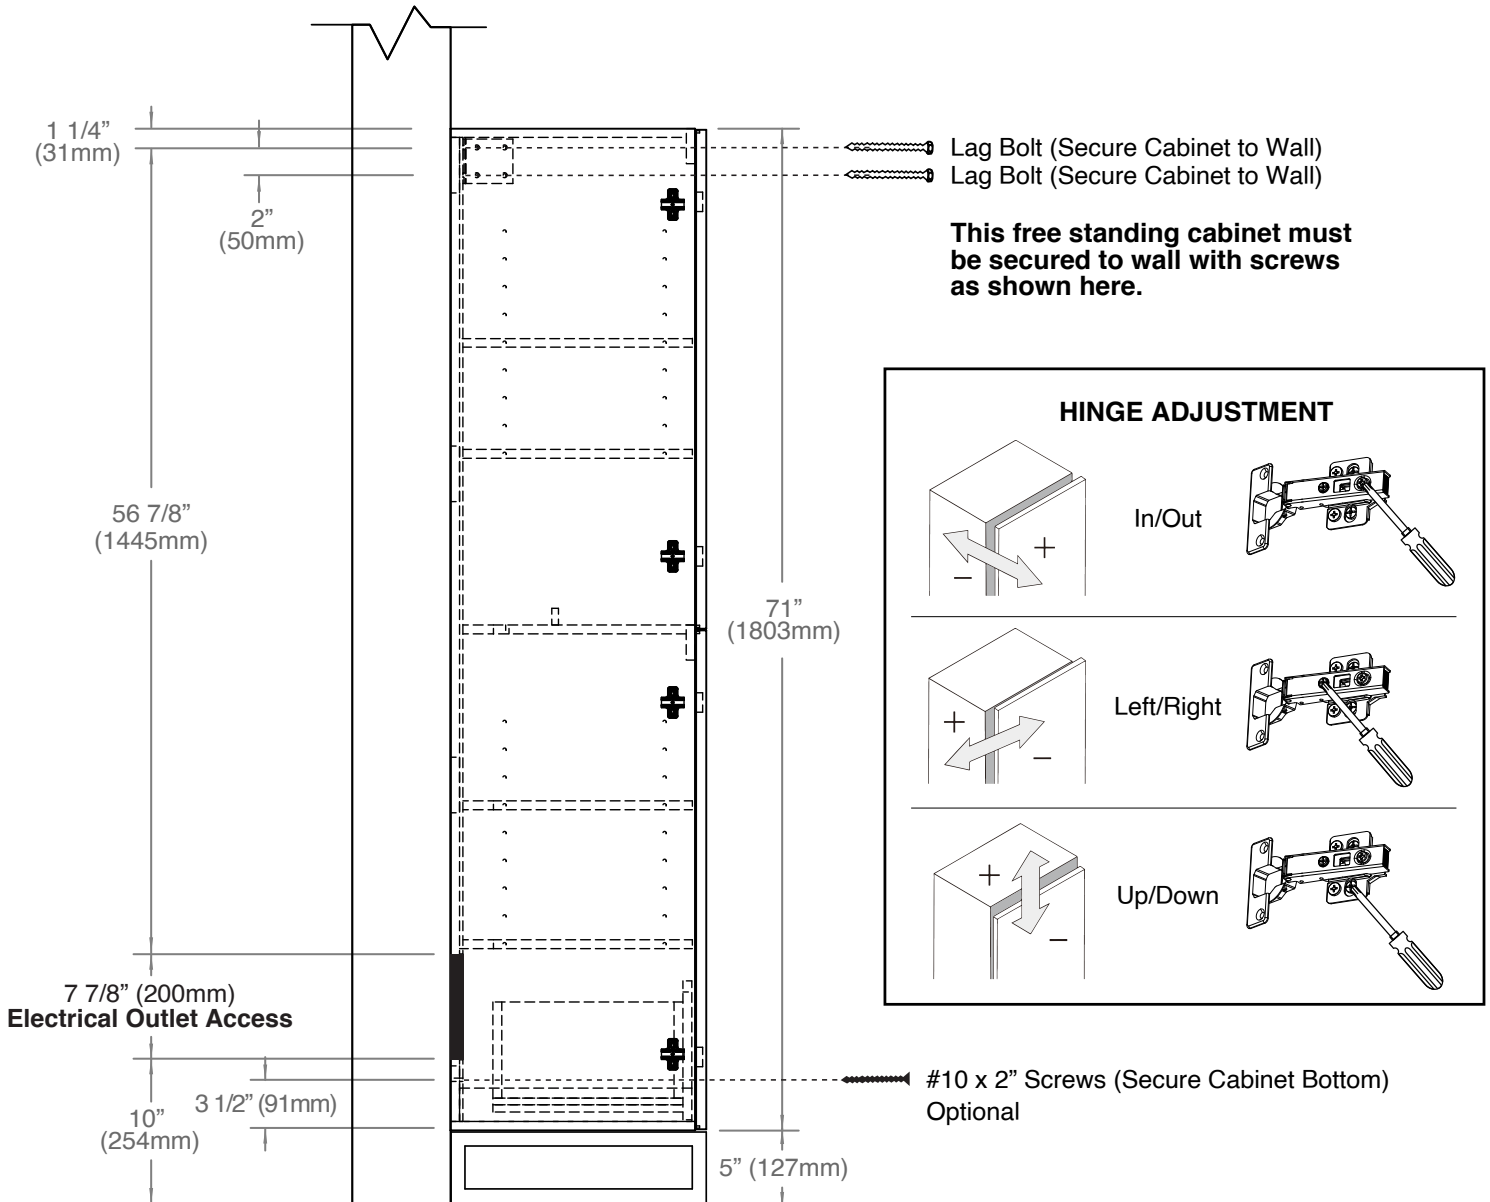 1 1/4”
(31mm)
2”
(50mm)
56 7/8”
(1445mm)
7 7/8” (200mm)
Electrical Outlet Access
3 1/2” (91mm)
10”
(254mm)
71”
(1803mm)
5” (127mm)
Lag Bolt (Secure Cabinet to Wall)
Lag Bolt (Secure Cabinet to Wall)
This free standing cabinet must
be secured to wall with screws
as shown here.
HINGE ADJUSTMENT
In/Out
+
–
Left/Right
+
–
Up/Down
+
–
#10 x 2” Screws (Secure Cabinet Bottom)
Optional